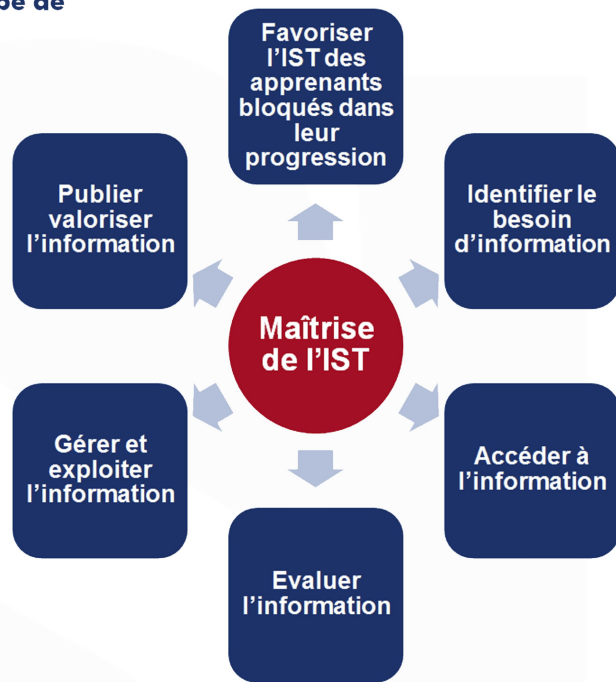 de
Favoriser
l'IST des
apprenants
bloqués dans
leur
progression
Identifier le
besoin
d'information
Accéder à
l'information
Evaluer
l'information
Gérer et
exploiter
l'information
Publier
valoriser
l'information
Maîtrise
de l'IST